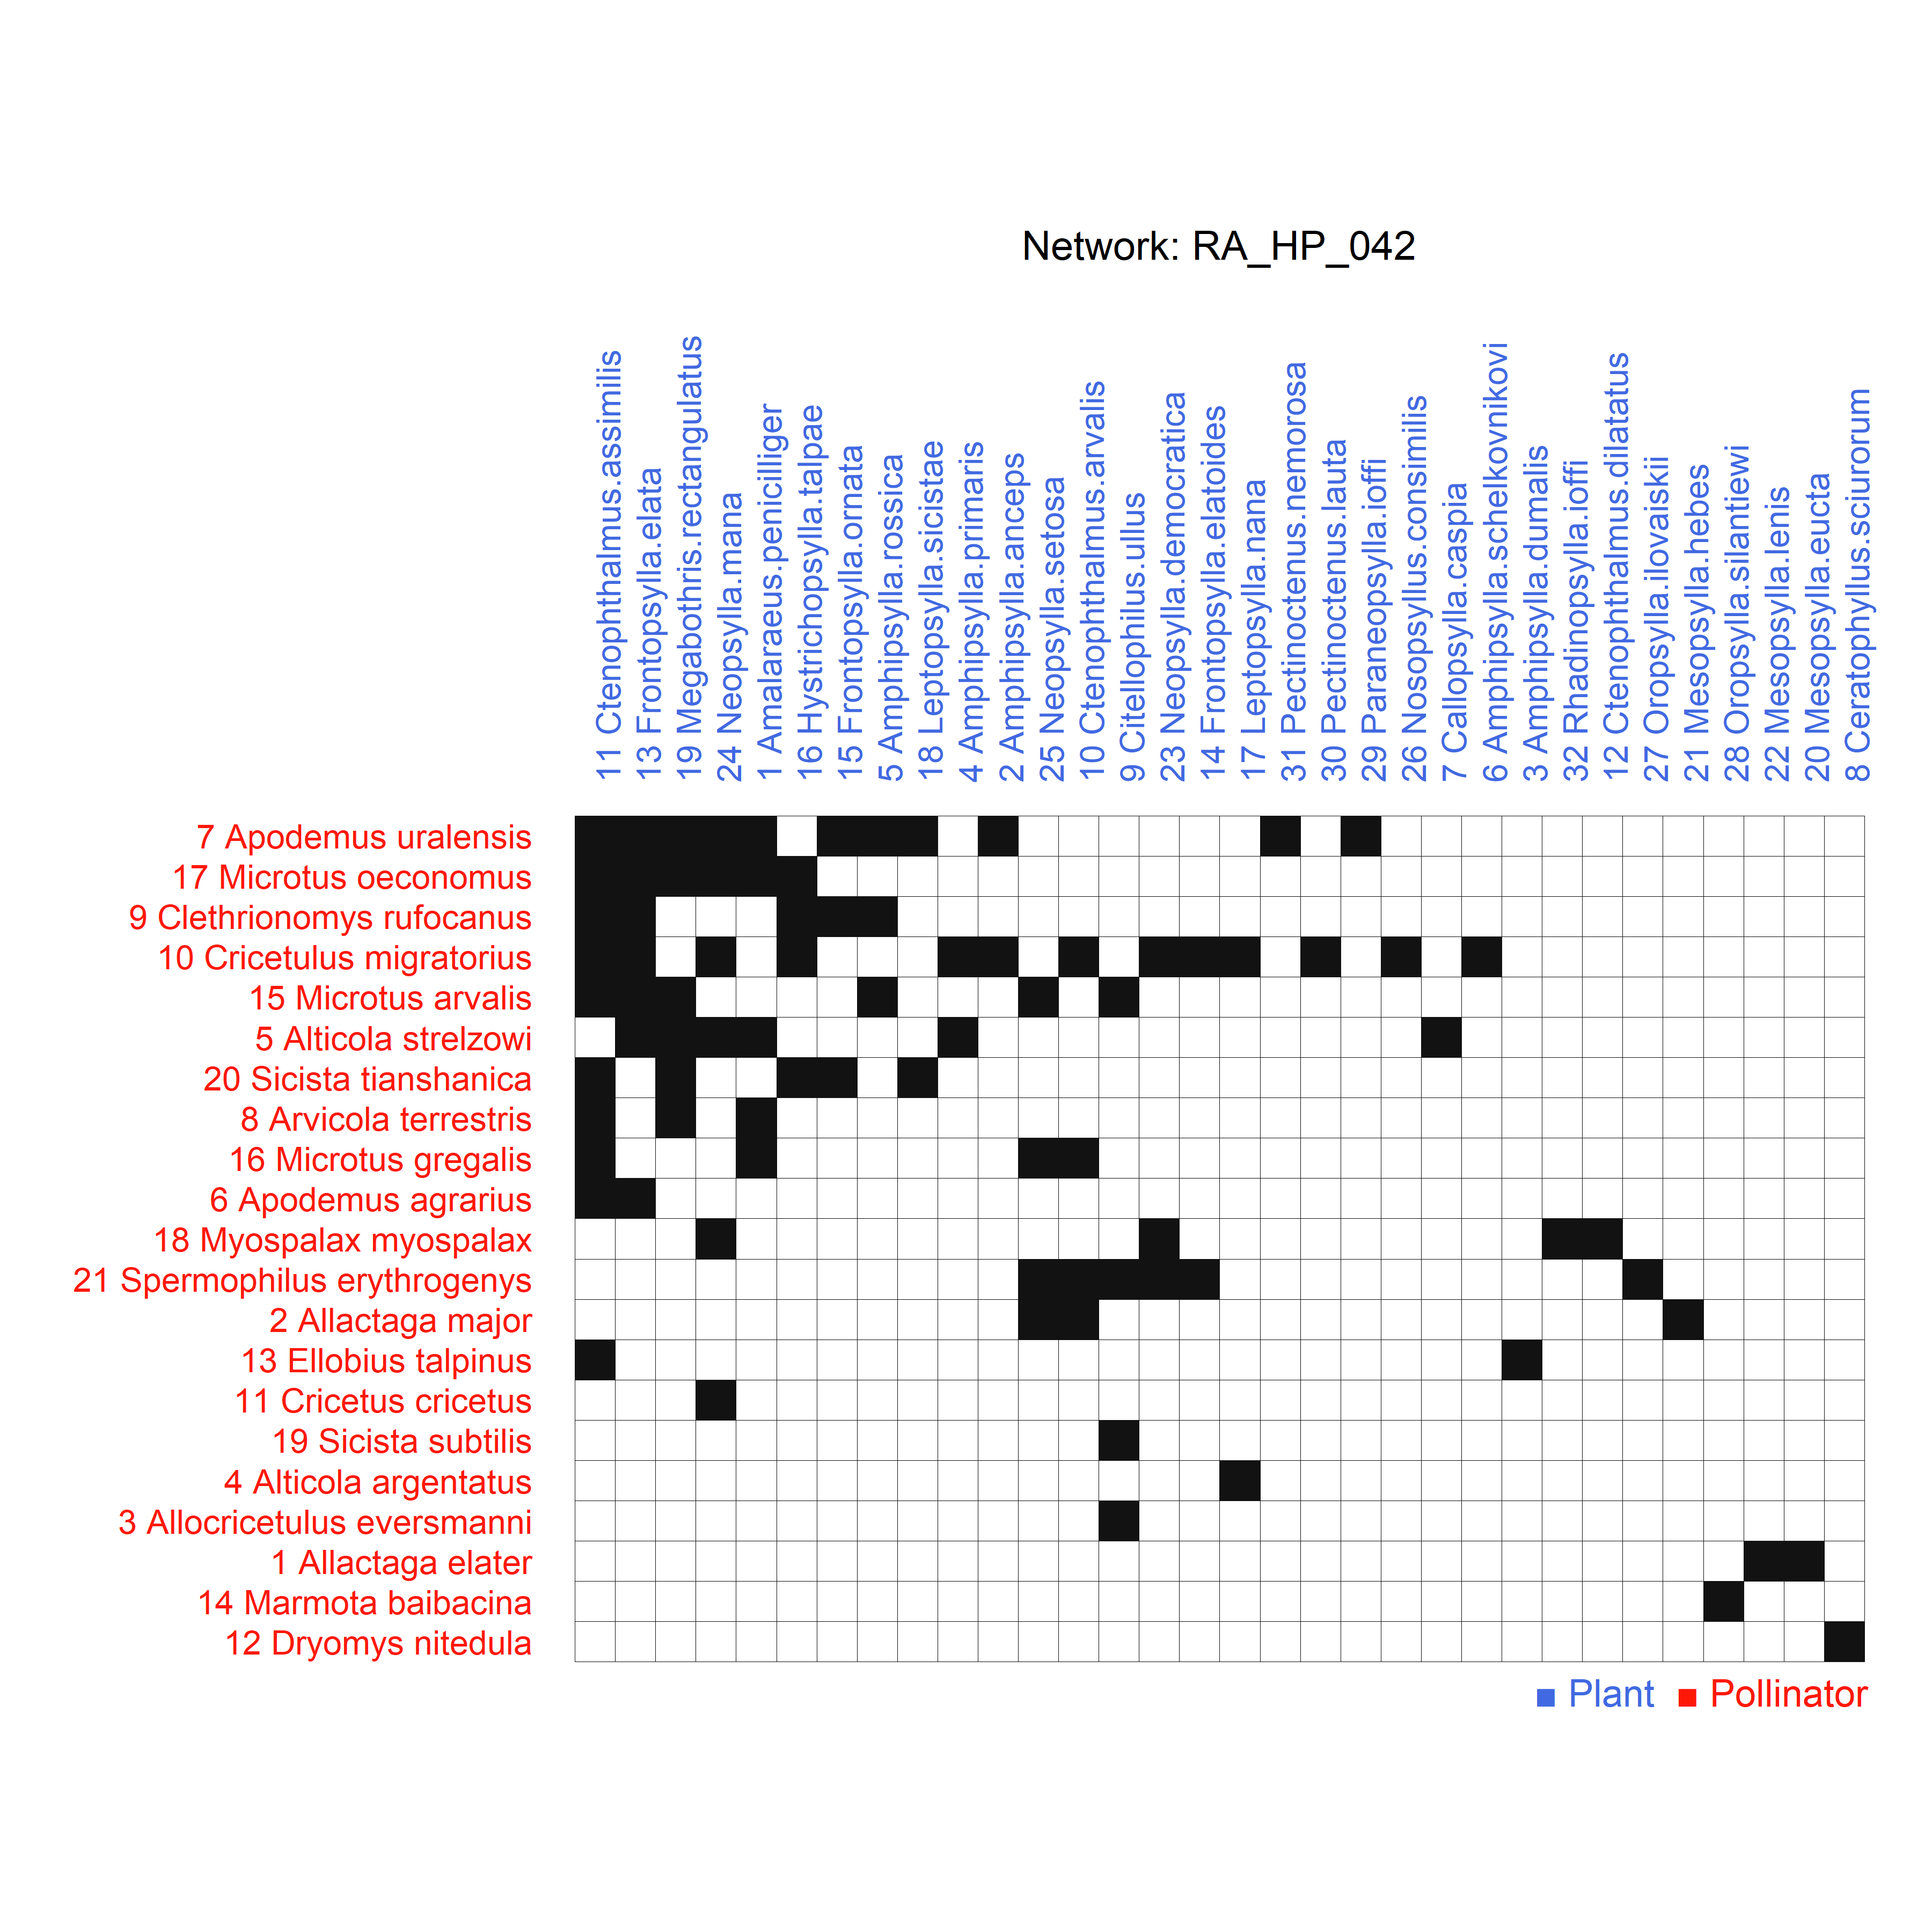 Network: RA_HP_042
11 Ctenophthalmus.assimilis
13 Frontopsylla.elata
19 Megabothris.rectangulatus
24 Neopsylla.mana
1 Amalaraeus.penicilliger
16 Hystrichopsylla.talpae
15 Frontopsylla.ornata
5 Amphipsylla.rossica
18 Leptopsylla.sicistae
4 Amphipsylla.primaris
2 Amphipsylla.anceps
25 Neopsylla.setosa
10 Ctenophthalmus.arvalis
9 Citellophilus.ullus
23 Neopsylla.democratica
14 Frontopsylla.elatoides
17 Leptopsylla.nana
31 Pectinoctenus.nemorosa
30 Pectinoctenus.lauta
29 Paraneopsylla.ioffi
26 Nosopsyllus.consimilis
7 Callopsylla.caspia
6 Amphipsylla.schelkovnikovi
3 Amphipsylla.dumalis
32 Rhadinopsylla.ioffi
12 Ctenophthalmus.dilatatus
27 Oropsylla.ilovaiskii
21 Mesopsylla.hebes
28 Oropsylla.silantiewi
22 Mesopsylla.lenis
20 Mesopsylla.eucta
8 Ceratophyllus.sciurorum
7 Apodemus uralensis
17 Microtus oeconomus
9 Clethrionomys rufocanus
10 Cricetulus migratorius
15 Microtus arvalis
5 Alticola strelzowi
20 Sicista tianshanica
8 Arvicola terrestris
16 Microtus gregalis
6 Apodemus agrarius
18 Myospalax myospalax
21 Spermophilus erythrogenys
2 Allactaga major
13 Ellobius talpinus
11 Cricetus cricetus
19 Sicista subtilis
4 Alticola argentatus
3 Allocricetulus eversmanni
1 Allactaga elater
14 Marmota baibacina
12 Dryomys nitedula
Plant Pollinator